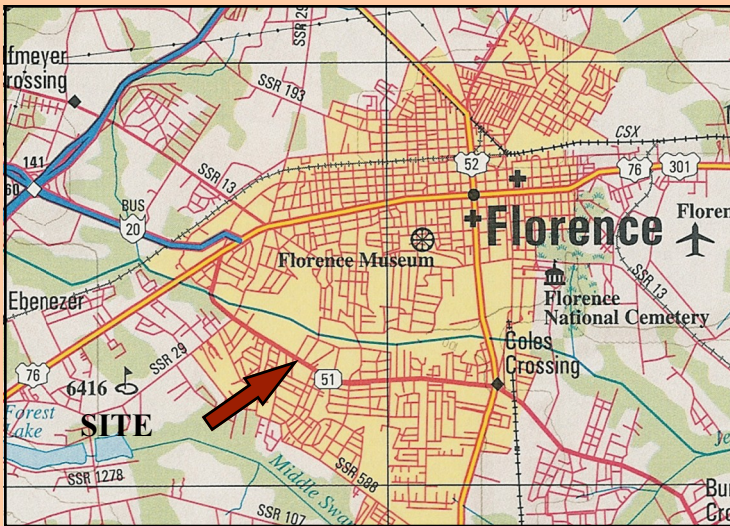 SSR 29
lfmeyer
rossing
SSR 193
141
60
BUS
20
SSR 13
CSX
52
76
301
Florence
Floren
Florence Museum
SSR 13
Ebenezer
Florence
National Cemetery
Coles
Crossing
SSR 29
76
6416
51
Forest
Lake
SITE
SSR 1278
Middle Swa
SSR 588
SSR 107
Bu
Cro